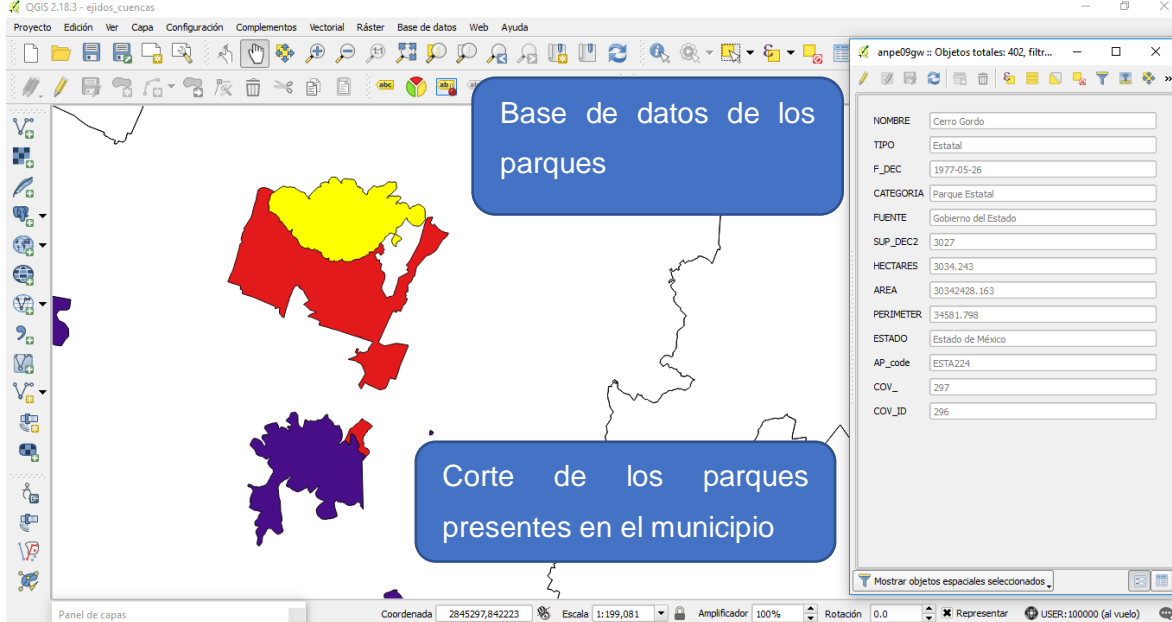 QGIS 2.18.3 - ejidos_cuencas
Proyecto Edición Ver Capa Configuración Complementos Vectorial Ráster Base de datos Web Ayuda
anpe09gw :: Objetos totales: 402, filtr...
abc
ab
Base de datos de los
parques
NOMBRE Cerro Gordo
TIPO Estatal
F_DEC 1977-05-26
CATEGORIA Parque Estatal
FUENTE Gobierno del Estado
SUP_DEC2 3027
HECTARES 3034.243
AREA 30342428.163
PERIMETER 34581.798
ESTADO Estado de México
AP_code ESTA224
COV_ 297
COV_ID 296
Corte de los parques
presentes en el municipio
Mostrar objetos espaciales seleccionados
Panel de capas
Coordenada 2845297,842223 Escala 1:199,081 Amplificador 100% Rotación 0.0 Representar USER:100000 (al vuelo)